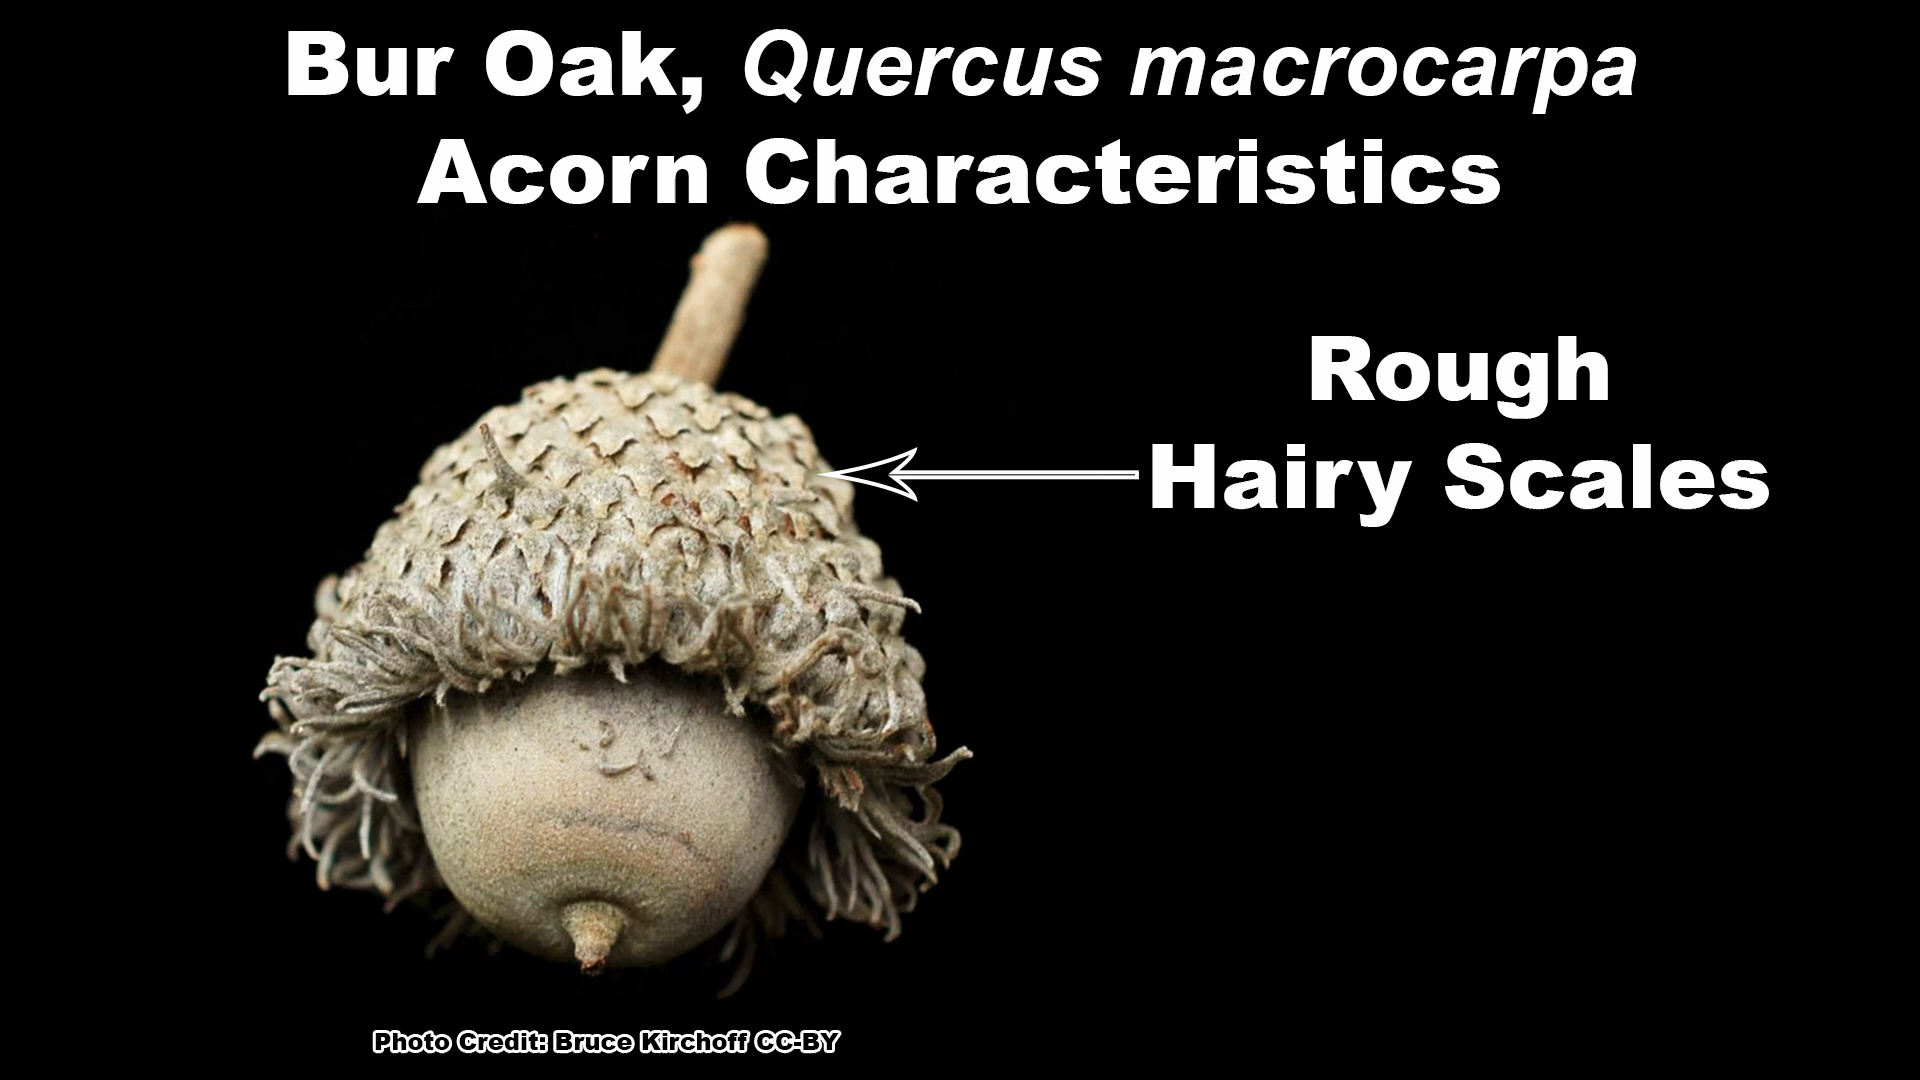 Bur Oak, Quercus macrocarpa
Acorn Characteristics
Rough
Hairy Scales
Photo Credit: Bruce Kirchoff CC-BY